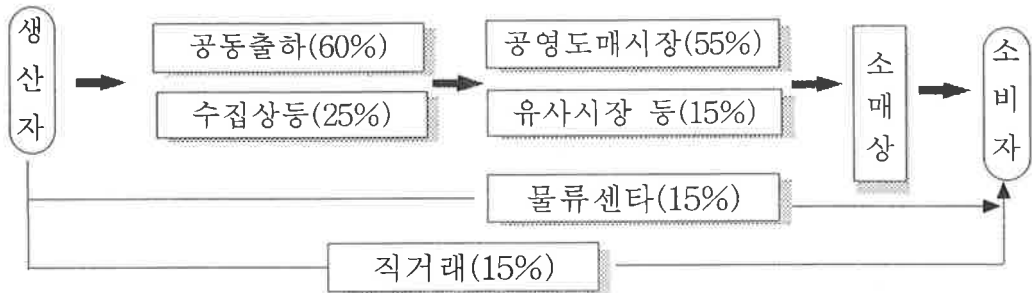 생산자
공동출하(60%)
수집상등(25%)
공영도매시장(55%)
유사시장 등(15%)
소매상
소비자
물류센타(15%)
직거래(15%)